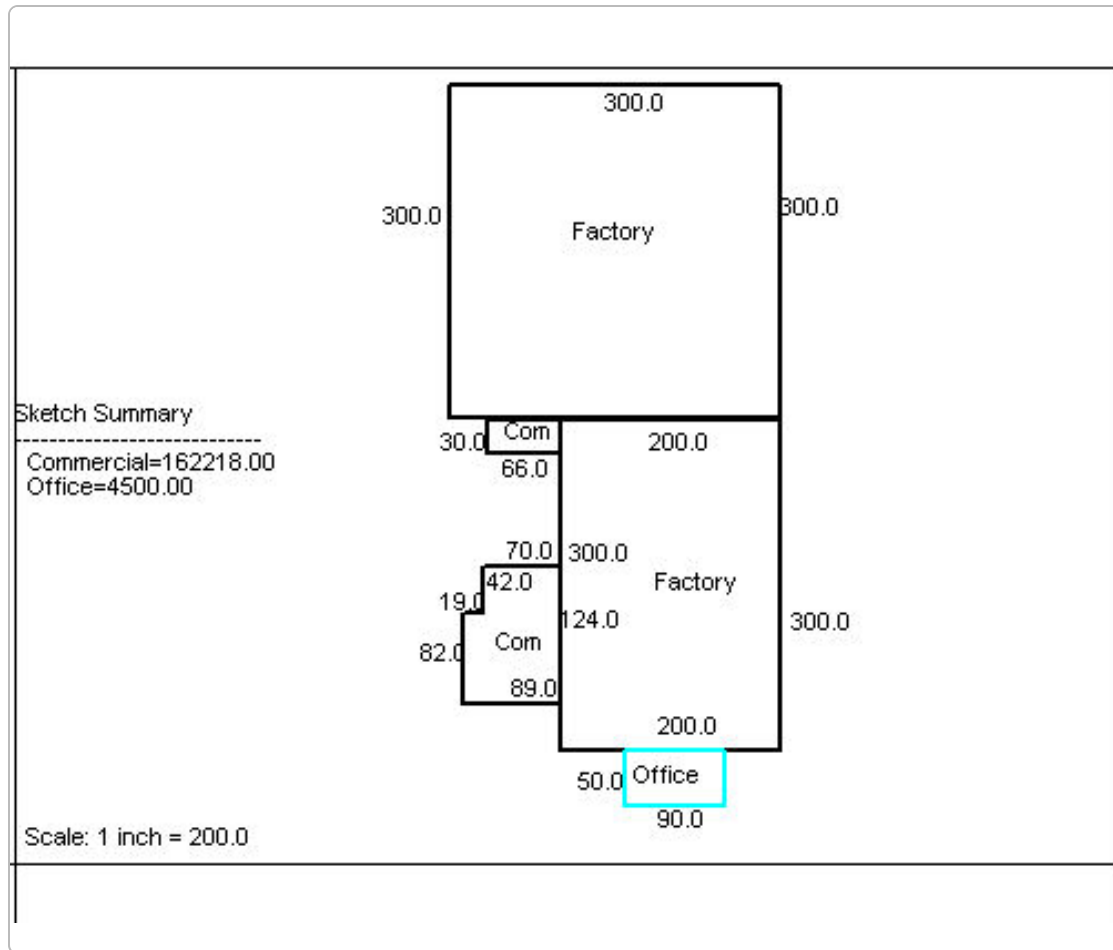 300.0
300.0
300.0
Factory
Sketch Summary
----------------------------
Commercial=162218.00
Office=4500.00
30.0
Com
200.0
66.0
70.0
300.0
42.0
19.0
Factory
124.0
300.0
Com
82.0
89.0
200.0
50.0
Office
90.0
Scale: 1 inch = 200.0